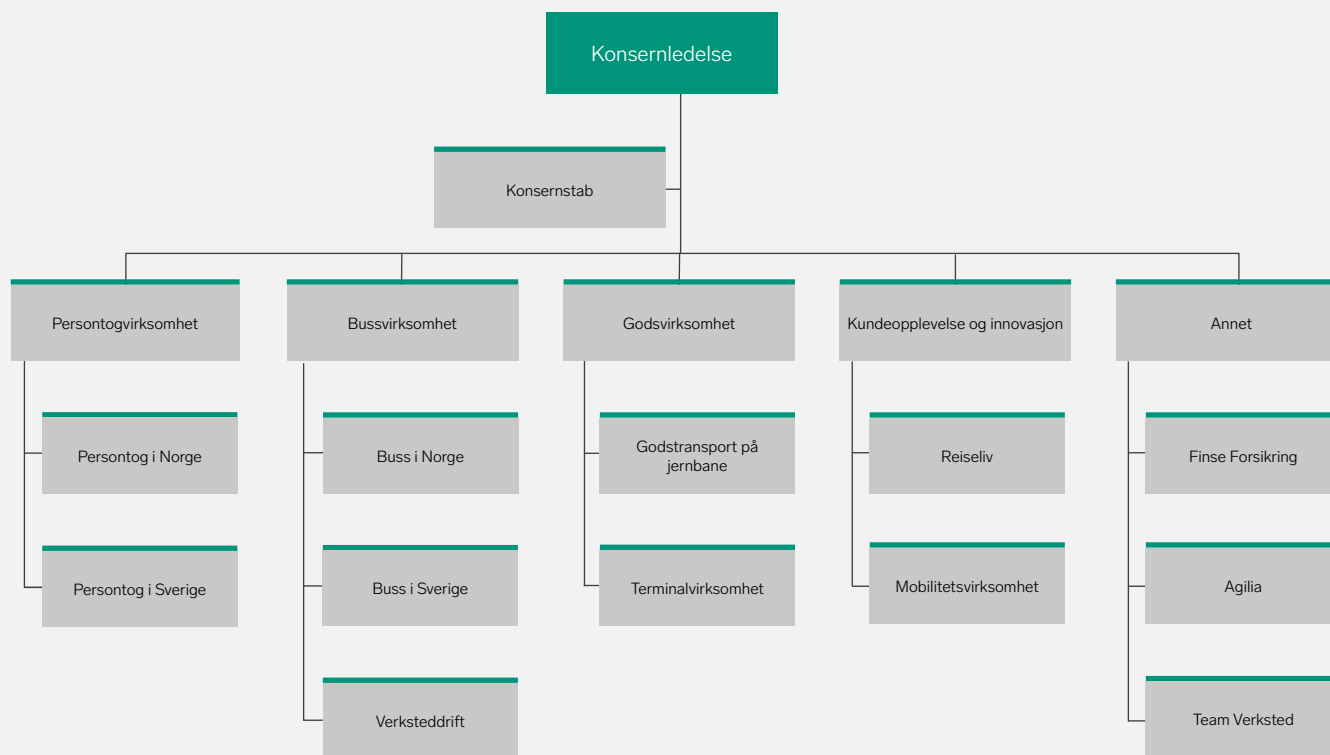 Konsernledelse
Konsernstab
Persontogvirksomhet
Bussvirksomhet
Godsvirksomhet
Kundeopplevelse og innovasjon
Annet
Persontog i Norge
Buss i Norge
Godstransport på
jernbane
Reiseliv
Finse Forsikring
Persontog i Sverige
Buss i Sverige
Terminalvirksomhet
Mobilitetsvirksomhet
Agilia
Verksteddrift
Team Verksted